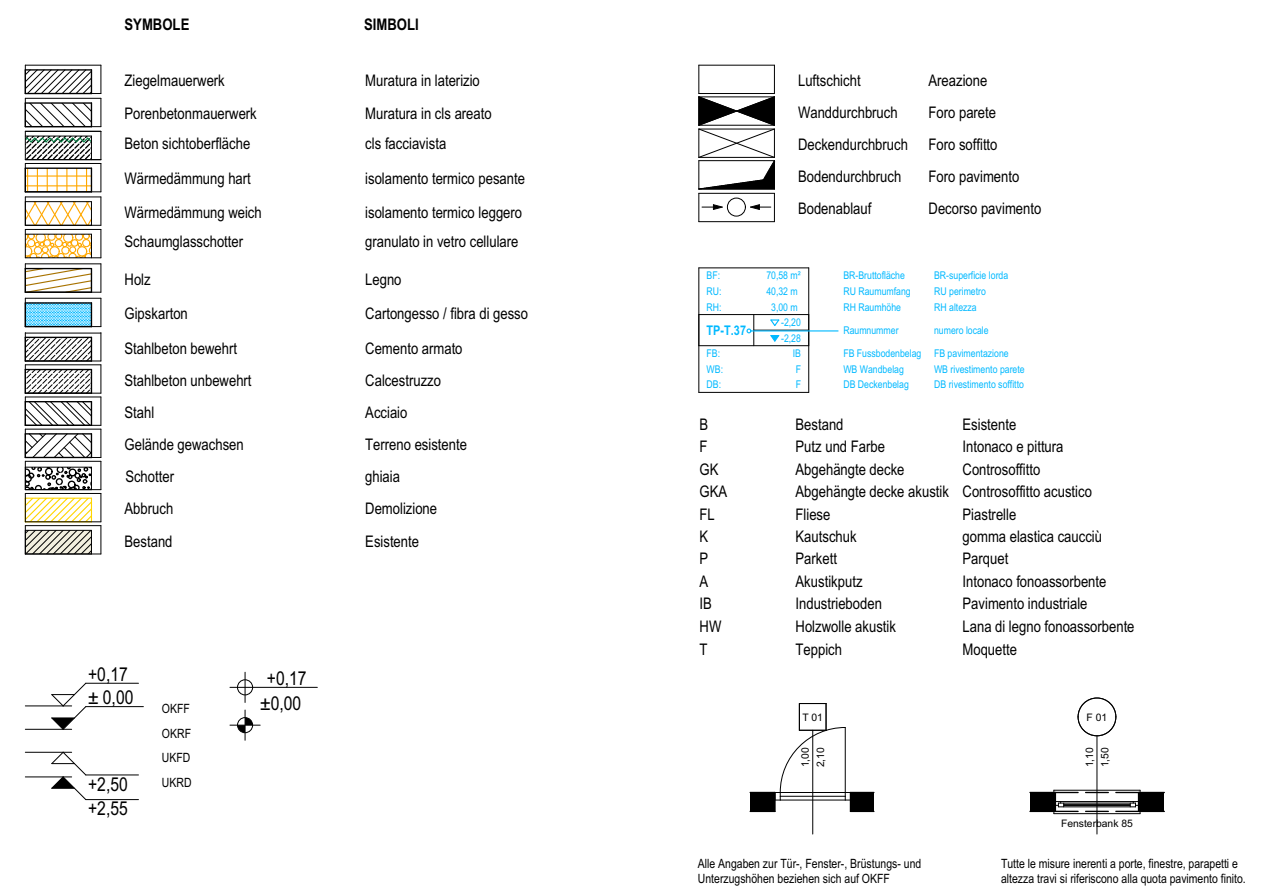 SYMBOLE SIMBOLI
Ziegelmauerwerk Muratura in laterizio
Porenbetonmauerwerk Muratura in cls areato
Beton sichtoberfläche cls facciavista
Wärmedämmung hart isolamento termico pesante
Wärmedämmung weich isolamento termico leggero
Schaumglasschotter granulato in vetro cellulare
Holz Legno
Gipskarton Cartongesso / fibra di gesso
Stahlbeton bewehrt Cemento armato
Stahlbeton unbewehrt Calcestruzzo
Stahl Acciaio
Gelände gewachsen Terreno esistente
Schotter ghiaia
Abbruch Demolizione
Bestand Esistente
+0,17
± 0,00
OKFF
OKRF
UKFD
UKRD
+2,50
+2,55
+0,17
±0,00
Luftschicht Areazione
Wanddurchbruch Foro parete
Deckendurchbruch Foro soffitto
Bodendurchbruch Foro pavimento
Bodenablauf Decorso pavimento
BF: 70,58 m² BR-Bruttofläche BR-superficie lorda
RU: 40,32 m RU Raumumfang RU perimetro
RH: 3,00 m RH Raumhöhe RH altezza
-2,20
TP-T.37 Raumnummer numero locale
-2,28
FB: IB FB Fussbodenbelag FB pavimentazione
WB: F WB Wandbelag WB rivestimento parete
DB: F DB Deckenbelag DB rivestimento soffitto
B Bestand Esistente
F Putz und Farbe Intonaco e pittura
GK Abgehängte decke Controsoffitto
GKA Abgehängte decke akustik Controsoffitto acustico
FL Fliese Piastrelle
K Kautschuk gomma elastica caucciù
P Parkett Parquet
A Akustikputz Intonaco fonoassorbente
IB Industrieboden Pavimento industriale
HW Holzwolle akustik Lana di legno fonoassorbente
T Teppich Moquette
T 01
1,00
2,10
F 01
1,10
1,50
Fensterbank 85
Alle Angaben zur Tür-, Fenster-, Brüstungs- und
Unterzugshöhen beziehen sich auf OKFF
Tutte le misure inerenti a porte, finestre, parapetti e
altezza travi si riferiscono alla quota pavimento finito.